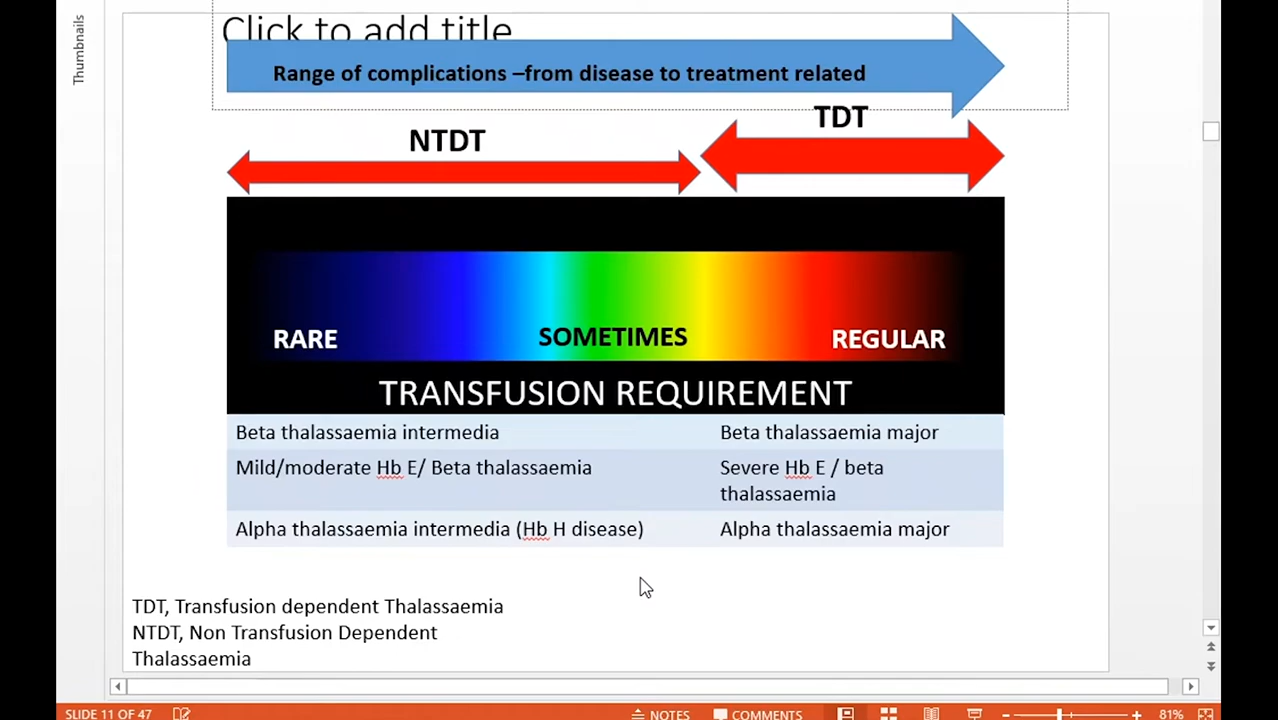 Thumbnails
Click to add title
Range of complications –from disease to treatment related
TDT
NTDT
RARE
SOMETIMES
REGULAR
TRANSFUSION REQUIREMENT
Beta thalassaemia intermedia
Beta thalassaemia major
Mild/moderate Hb E/ Beta thalassaemia
Severe Hb E / beta
thalassaemia
Alpha thalassaemia intermedia (Hb H disease)
Alpha thalassaemia major
TDT, Transfusion dependent Thalassaemia
NTDT, Non Transfusion Dependent
Thalassaemia
SLIDE 11 OF 47
NOTES
COMMENTS
81%